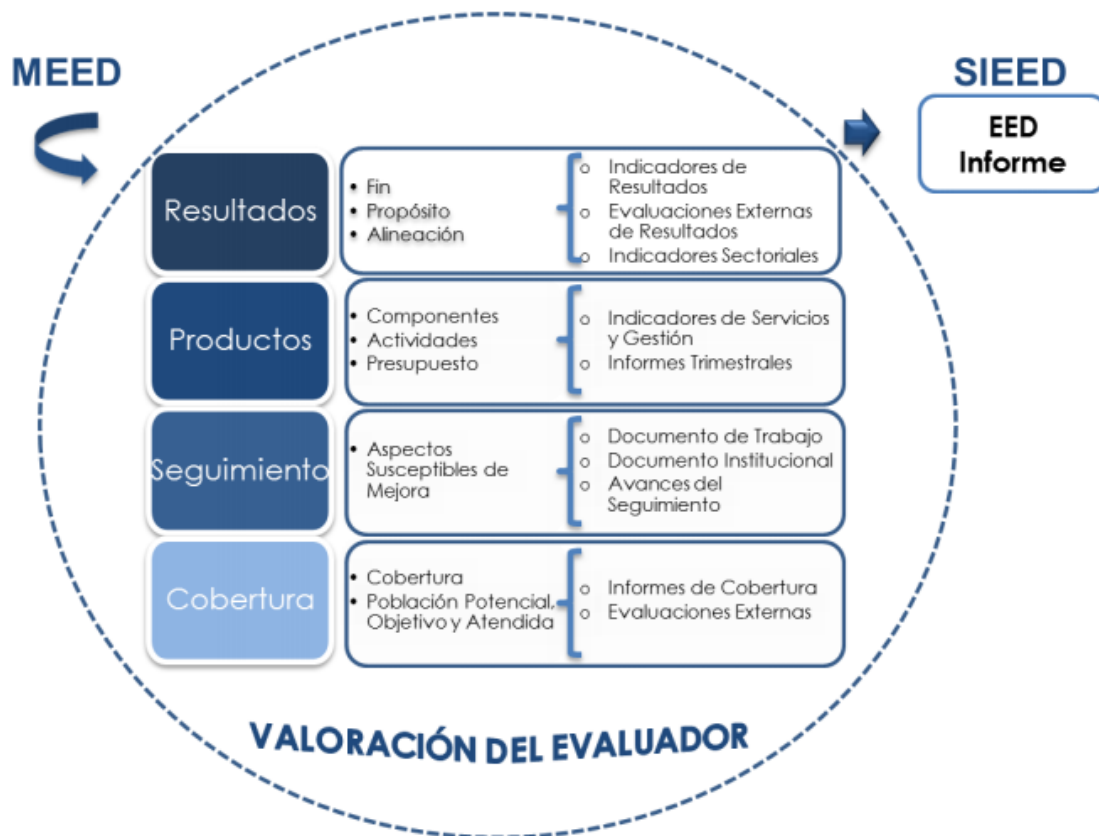 MEED
SIEED
EED
Informe
Resultados
• Fin
• Propósito
• Alineación
o Indicadores de
Resultados
o Evaluaciones Externas
de Resultados
o Indicadores Sectoriales
Productos
• Componentes
• Actividades
• Presupuesto
o Indicadores de Servicios
y Gestión
o Informes Trimestrales
Seguimiento
• Aspectos
Susceptibles de
Mejora
o Documento de Trabajo
o Documento Institucional
o Avances del
Seguimiento
Cobertura
• Cobertura
• Población Potencial,
Objetivo y Atendida
o Informes de Cobertura
o Evaluaciones Externas
VALORACIÓN DEL EVALUADOR